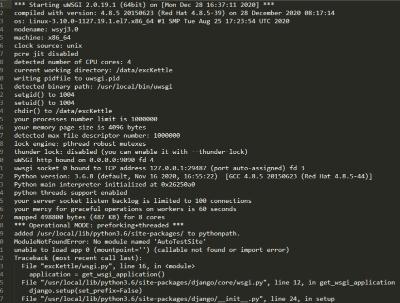 *** Starting uWSGI 2.0.19.1 (64bit) on [Mon Dec 28 16:37:11 2020] ***
compiled with version: 4.8.5 20150623 (Red Hat 4.8.5-39) on 28 December 2020 08:17:14
os: Linux-3.10.0-1127.19.1.el7.x86_64 #1 SMP Tue Aug 25 17:23:54 UTC 2020
nodename: wsyj3.0
machine: x86_64
clock source: unix
pcre jit disabled
detected number of CPU cores: 4
current working directory: /data/excKettle
writing pidfile to uwsgi.pid
detected binary path: /usr/local/bin/uwsgi
setgid() to 1004
setuid() to 1004
chdir() to /data/excKettle
your processes number limit is 1000000
your memory page size is 4096 bytes
detected max file descriptor number: 1000000
lock engine: pthread robust mutexes
thunder lock: disabled (you can enable it with --thunder-lock)
uWSGI http bound on 0.0.0.0:9090 fd 4
uwsgi socket 0 bound to TCP address 127.0.0.1:29487 (port auto-assigned) fd 3
Python version: 3.6.8 (default, Nov 16 2020, 16:55:22) [GCC 4.8.5 20150623 (Red Hat 4.8.5-44)]
Python main interpreter initialized at 0x26250a0
python threads support enabled
your server socket listen backlog is limited to 100 connections
your mercy for graceful operations on workers is 60 seconds
mapped 498800 bytes (487 KB) for 8 cores
*** Operational MODE: preforking+threaded ***
added /usr/local/lib/python3.6/site-packages/ to pythonpath.
ModuleNotFoundError: No module named 'AutoTestSite'
unable to load app 0 (mountpoint='') (callable not found or import error)
Traceback (most recent call last):
File "excKettle/wsgi.py", line 16, in <module>
application = get_wsgi_application()
File "/usr/local/lib/python3.6/site-packages/django/core/wsgi.py", line 12, in get_wsgi_application
django.setup(set_prefix=False)
File "/usr/local/lib/python3.6/site-packages/django/__init__.py", line 24, in setup